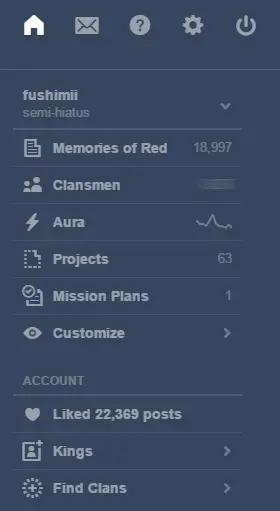 ?
fushimii
semi-hiatus
Memories of Red 18,997
Clansmen
Aura
Projects 63
Mission Plans 1
Customize
ACCOUNT
Liked 22,369 posts
Kings
Find Clans